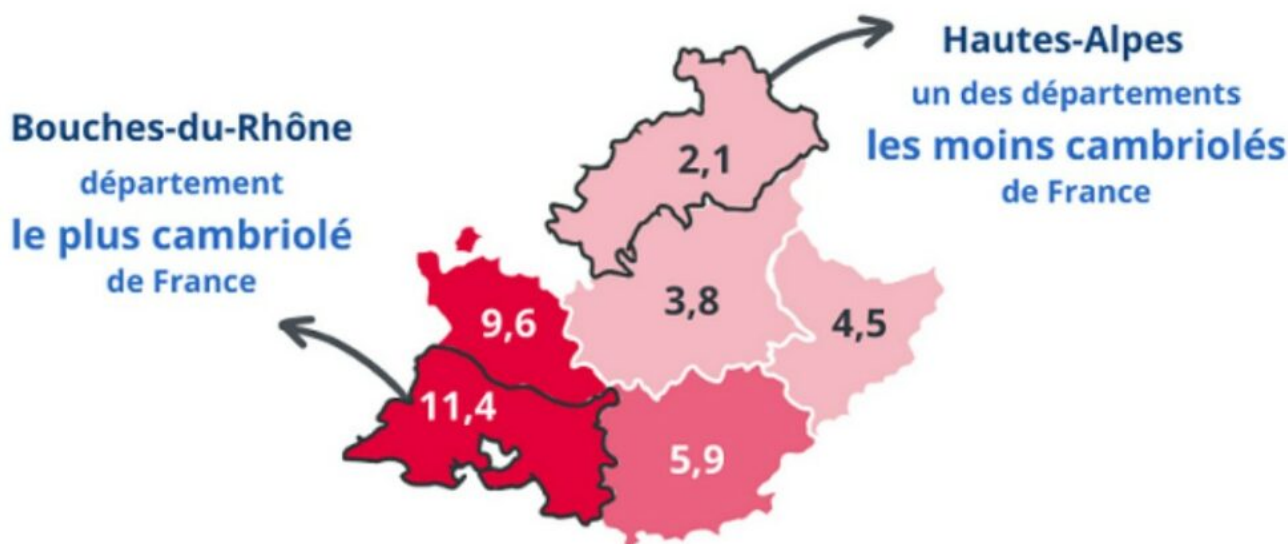 Hautes-Alpes
un des départements
les moins cambriolés
de France
Bouches-du-Rhône
département
le plus cambriolé
de France
2,1
3,8
4,5
9,6
11,4
5,9